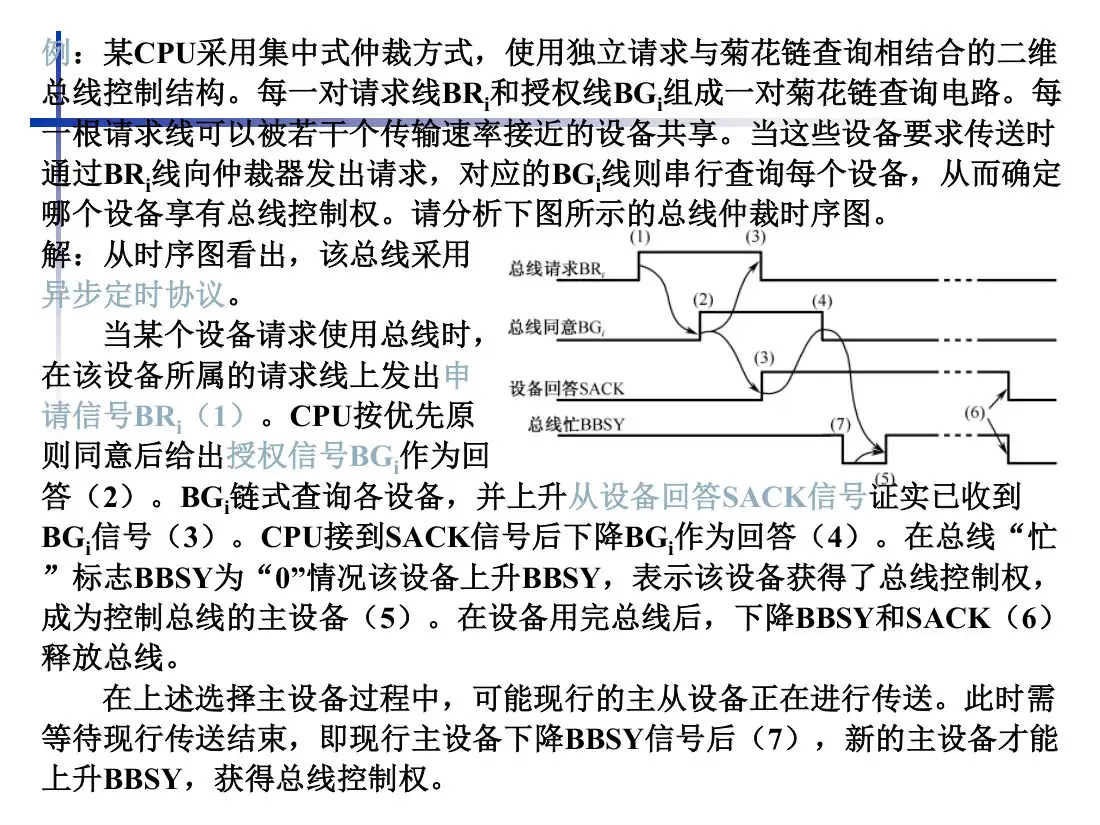 例：某CPU采用集中式仲裁方式，使用独立请求与菊花链查询相结合的二维
总线控制结构。每一对请求线BRi和授权线BGi组成一对菊花链查询电路。每
一根请求线可以被若干个传输速率接近的设备共享。当这些设备要求传送时
通过BRi线向仲裁器发出请求，对应的BGi线则串行查询每个设备，从而确定
哪个设备享有总线控制权。请分析下图所示的总线仲裁时序图。
解：从时序图看出，该总线采用
异步定时协议。
当某个设备请求使用总线时，
在该设备所属的请求线上发出申
请信号BRi（1）。CPU按优先原
则同意后给出授权信号BGi作为回
答（2）。BGi链式查询各设备，并上升从设备回答SACK信号证实已收到
BGi信号（3）。CPU接到SACK信号后下降BGi作为回答（4）。在总线“忙
”标志BBSY为“0”情况该设备上升BBSY，表示该设备获得了总线控制权，
成为控制总线的主设备（5）。在设备用完总线后，下降BBSY和SACK（6）
释放总线。
在上述选择主设备过程中，可能现行的主从设备正在进行传送。此时需
等待现行传送结束，即现行主设备下降BBSY信号后（7），新的主设备才能
上升BBSY，获得总线控制权。
(1) (3)
总线请求BRi
(2) (4)
总线同意BGi
(3)
设备回答SACK
(6)
总线忙BBSY (7)
(5)